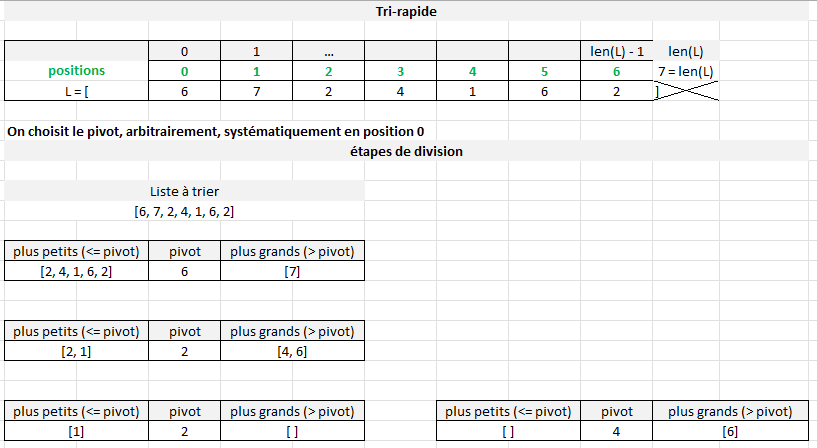 Tri-rapide
0 1 ... len(L) - 1 len(L)
positions 0 1 2 3 4 5 6 7 = len(L)
L = [ 6 7 2 4 1 6 2 ]
On choisit le pivot, arbitrairement, systématiquement en position 0
étapes de division
Liste à trier
[6, 7, 2, 4, 1, 6, 2]
plus petits (<= pivot) pivot plus grands (> pivot)
[2, 4, 1, 6, 2] 6 [7]
plus petits (<= pivot) pivot plus grands (> pivot)
[2, 1] 2 [4, 6]
plus petits (<= pivot) pivot plus grands (> pivot) plus petits (<= pivot) pivot plus grands (> pivot)
[1] 2 [ ] [ ] 4 [6]